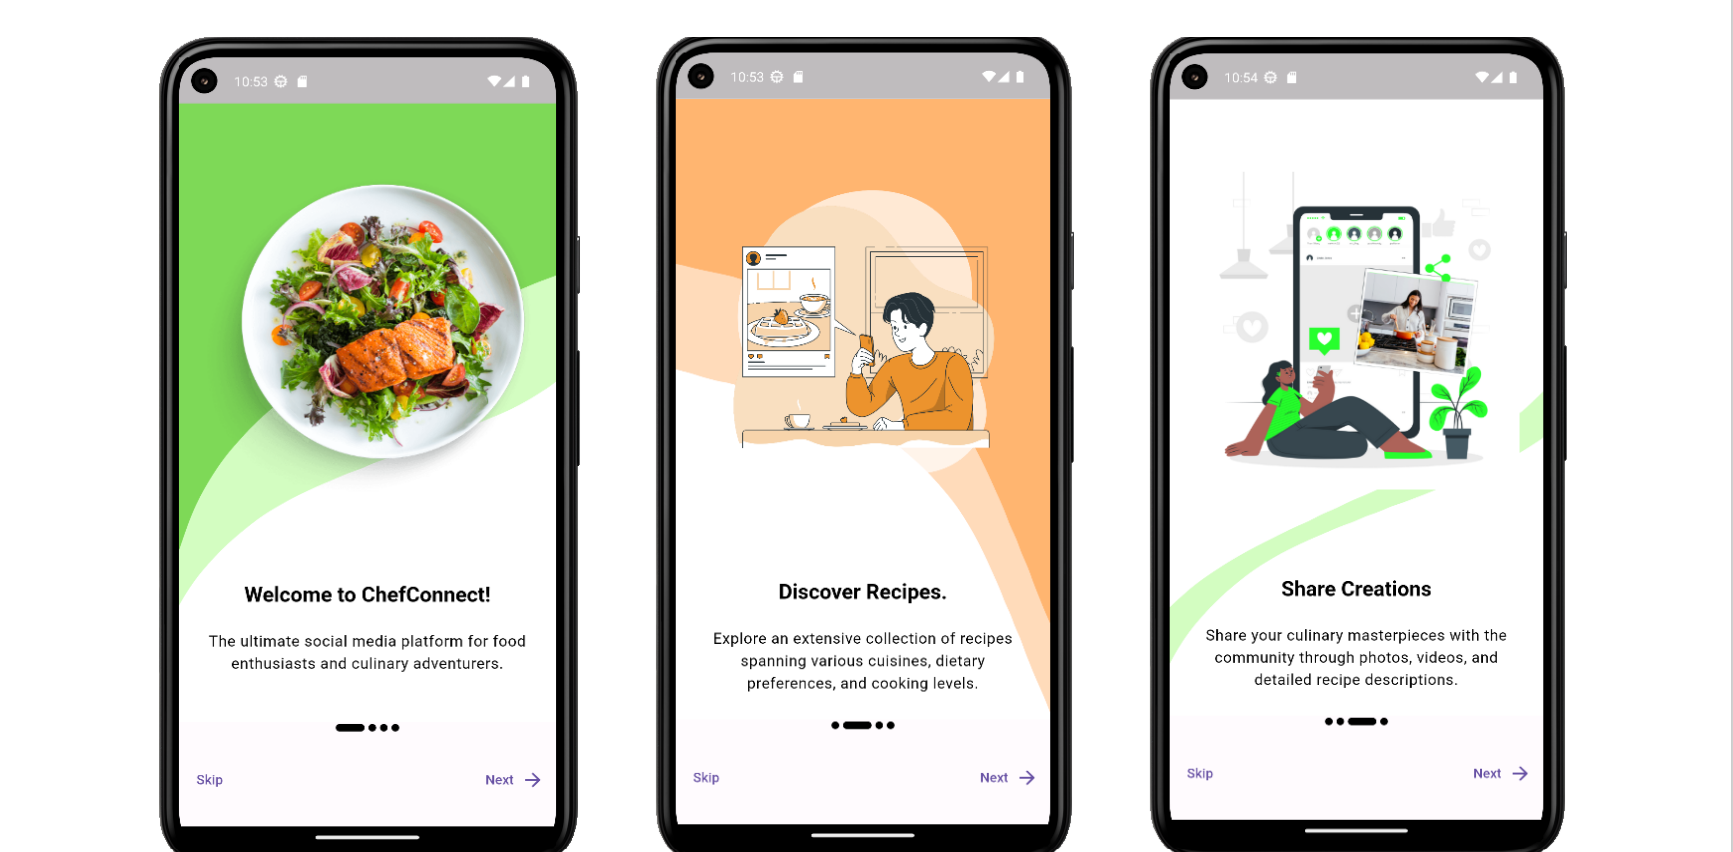 10:53
Welcome to ChefConnect!
The ultimate social media platform for food
enthusiasts and culinary adventurers.
Skip
Next
10:53
Discover Recipes.
Explore an extensive collection of recipes
spanning various cuisines, dietary
preferences, and cooking levels.
Skip
Next
10:54
Share Creations
Share your culinary masterpieces with the
community through photos, videos, and
detailed recipe descriptions.
Skip
Next